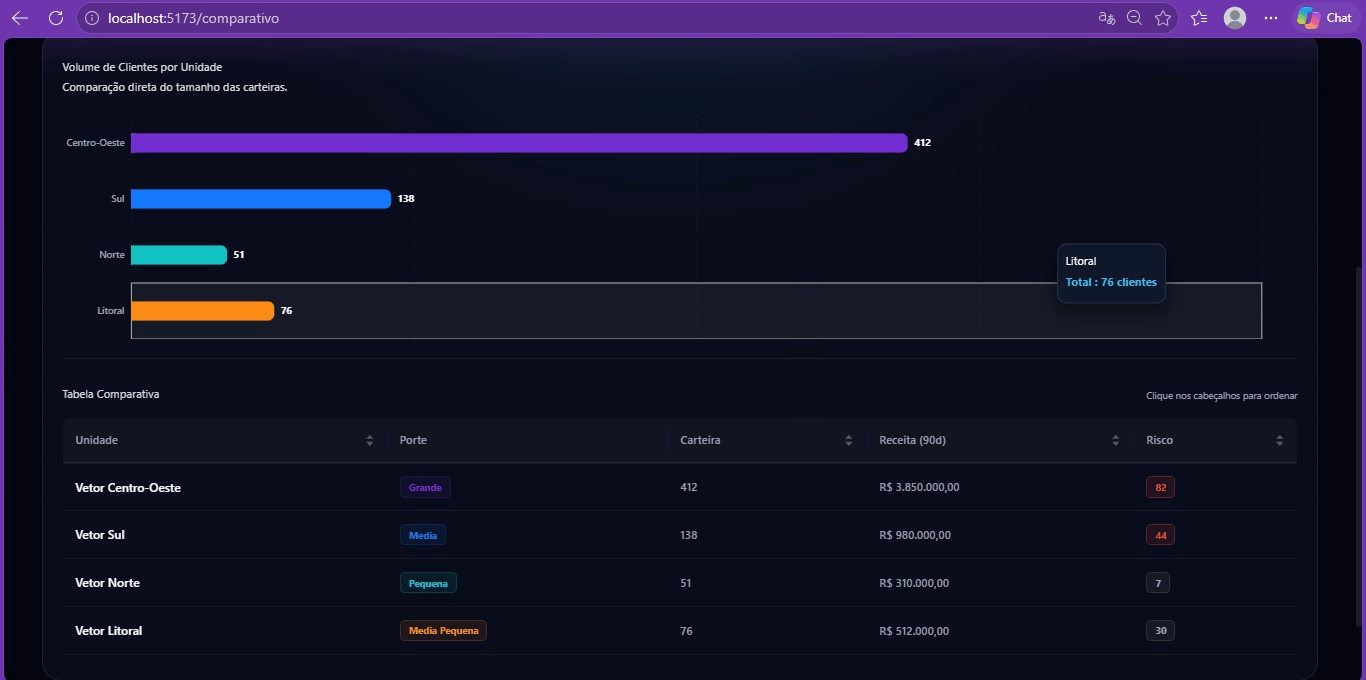 localhost:5173/comparativo
Chat
Volume de Clientes por Unidade
Comparação direta do tamanho das carteiras.
Centro-Oeste 412
Sul 138
Norte 51
Litoral 76
Litoral
Total : 76 clientes
Tabela Comparativa
Clique nos cabeçalhos para ordenar
Unidade Porte Carteira Receita (90d) Risco
Vetor Centro-Oeste Grande 412 R$ 3.850.000,00 82
Vetor Sul Media 138 R$ 980.000,00 44
Vetor Norte Pequena 51 R$ 310.000,00 7
Vetor Litoral Media Pequena 76 R$ 512.000,00 30